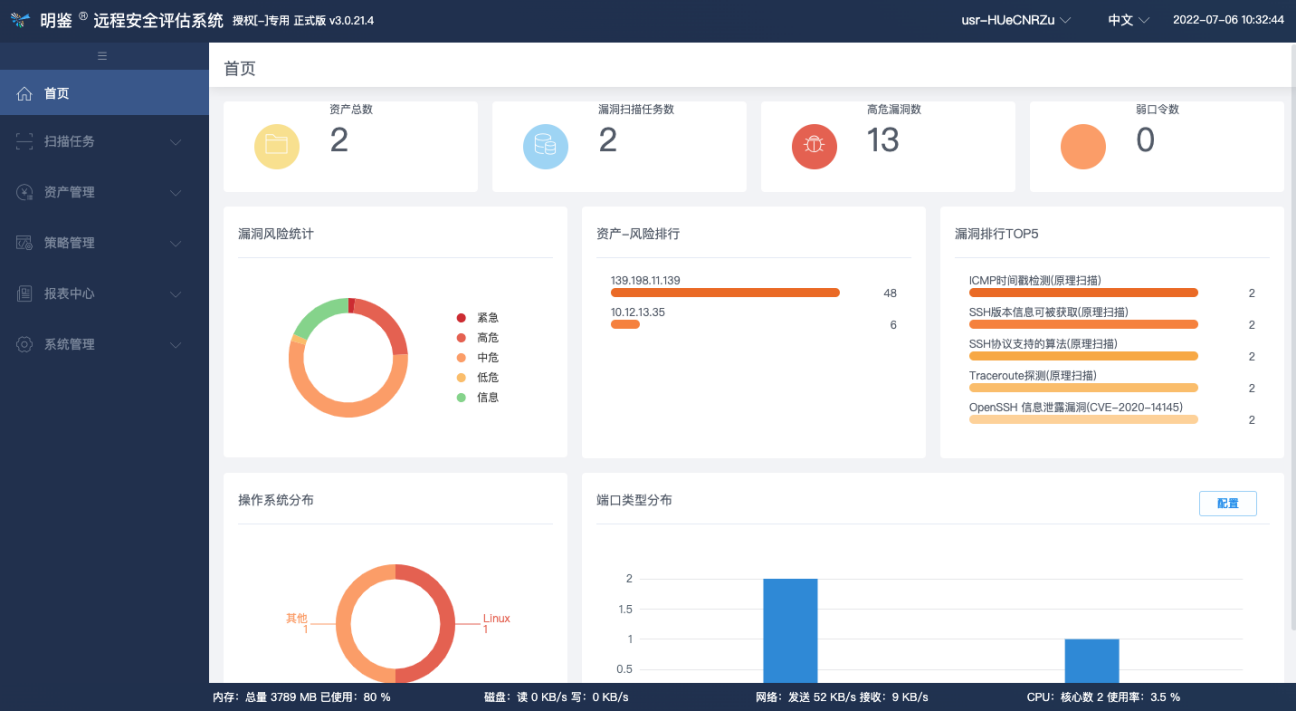 明鉴 ® 远程安全评估系统 授权[-]专用 正式版 v3.0.21.4
usr-HUeCNRZu 中文 2022-07-06 10:32:44
首页
扫描任务
资产管理
策略管理
报表中心
系统管理
首页
资产总数
2
漏洞扫描任务数
2
高危漏洞数
13
弱口令数
0
漏洞风险统计
紧急
高危
中危
低危
信息
资产-风险排行
139.198.11.139
48
10.12.13.35
6
漏洞排行TOP5
ICMP时间戳检测(原理扫描)
2
SSH版本信息可被获取(原理扫描)
2
SSH协议支持的算法(原理扫描)
2
Traceroute探测(原理扫描)
2
OpenSSH 信息泄露漏洞(CVE-2020-14145)
2
操作系统分布
其他
1
Linux
1
端口类型分布
配置
2
1.5
1
0.5
内存：总量 3789 MB 已使用：80 %
磁盘：读 0 KB/s 写：0 KB/s
网络：发送 52 KB/s 接收：9 KB/s
CPU：核心数 2 使用率：3.5 %